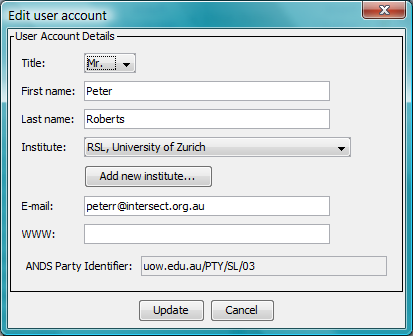 Edit user account
User Account Details
Title: Mr.
First name: Peter
Last name: Roberts
Institute: RSL, University of Zurich
Add new institute...
E-mail: peterr@intersect.org.au
WWW:
ANDS Party Identifier: uow.edu.au/PTY/SL/03
Update Cancel